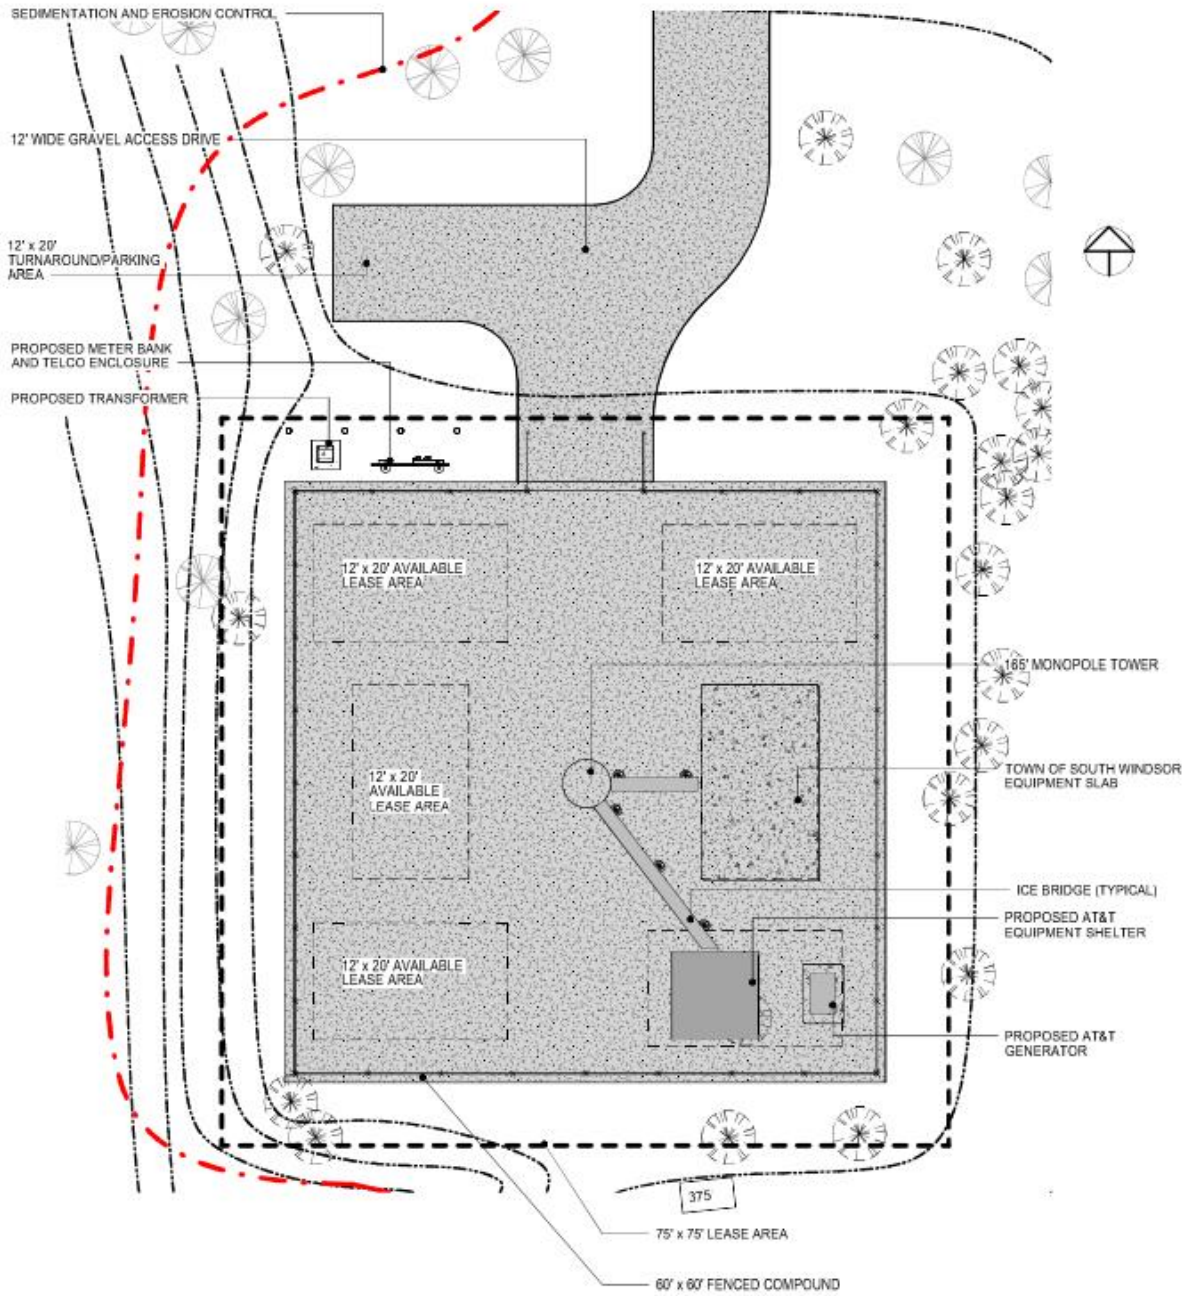 SEDIMENTATION AND EROSION CONTROL
12' WIDE GRAVEL ACCESS DRIVE
12' x 20'
TURNAROUND/PARKING
AREA
PROPOSED METER BANK
AND TELCO ENCLOSURE
PROPOSED TRANSFORMER
12' x 20' AVAILABLE
LEASE AREA
12' x 20' AVAILABLE
LEASE AREA
165' MONOPOLE TOWER
12' x 20'
AVAILABLE
LEASE AREA
TOWN OF SOUTH WINDSOR
EQUIPMENT SLAB
ICE BRIDGE (TYPICAL)
PROPOSED AT&T
EQUIPMENT SHELTER
12' x 20' AVAILABLE
LEASE AREA
PROPOSED AT&T
GENERATOR
375
75' x 75' LEASE AREA
60' x 60' FENCED COMPOUND